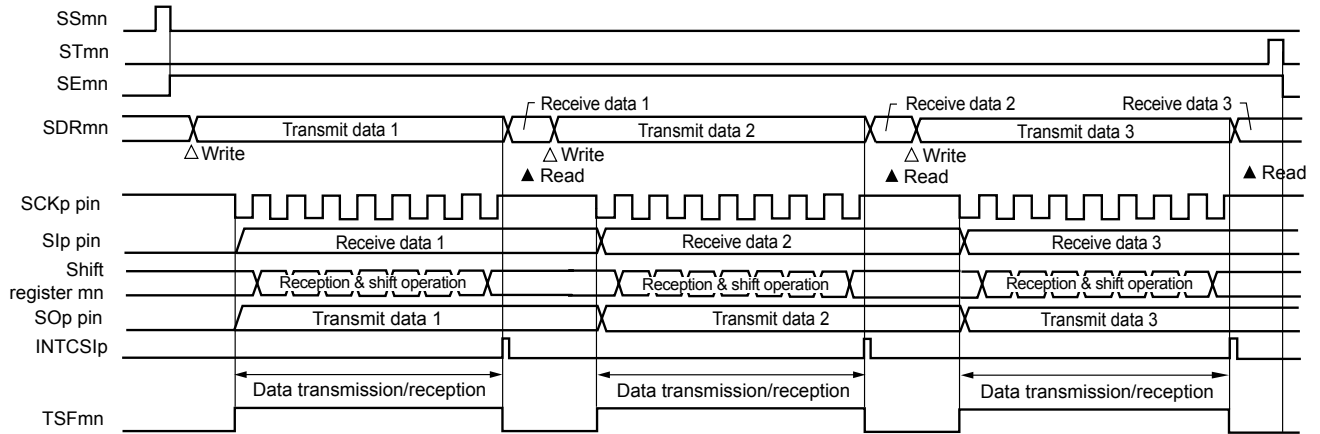 SSmn
STmn
SEmn
Receive data 1 Receive data 2 Receive data 3
SDRmn Transmit data 1 Transmit data 2 Transmit data 3
△Write △ Write △ Write
▲ Read ▲ Read ▲ Read
SCKp pin
SIp pin Receive data 1 Receive data 2 Receive data 3
Shift
register mn Reception & shift operation Reception & shift operation Reception & shift operation
SOp pin Transmit data 1 Transmit data 2 Transmit data 3
INTCSIp
Data transmission/reception Data transmission/reception Data transmission/reception
TSFmn